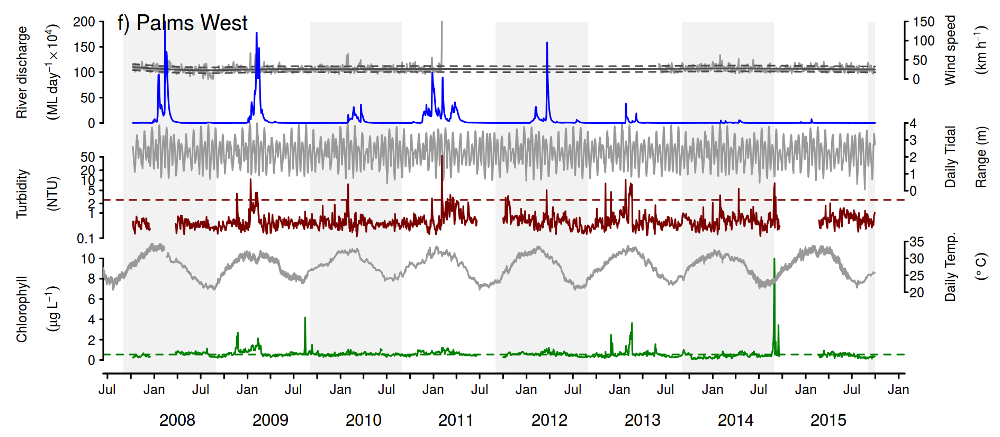 f) Palms West
River discharge
(ML day⁻¹ × 10⁴)
200
150
100
50
0
Wind speed
(km h⁻¹)
150
100
50
0
Daily Tidal
Range (m)
4
3
2
1
0
Turbidity
(NTU)
50
20
10
5
2
1
0.1
Daily Temp.
(° C)
35
30
25
20
Chlorophyll
(µg L⁻¹)
10
8
6
4
2
0
Jul Jan Jul Jan Jul Jan Jul Jan Jul Jan Jul Jan Jul Jan Jul Jan Jul Jan
2008 2009 2010 2011 2012 2013 2014 2015